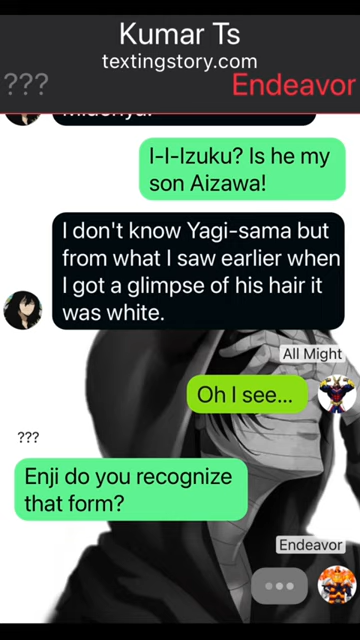 Kumar Ts
textingstory.com
??? Endeavor
I-I-Izuku? Is he my
son Aizawa!
I don't know Yagi-sama but
from what I saw earlier when
I got a glimpse of his hair it
was white.
All Might
Oh I see...
???
Enji do you recognize
that form?
Endeavor